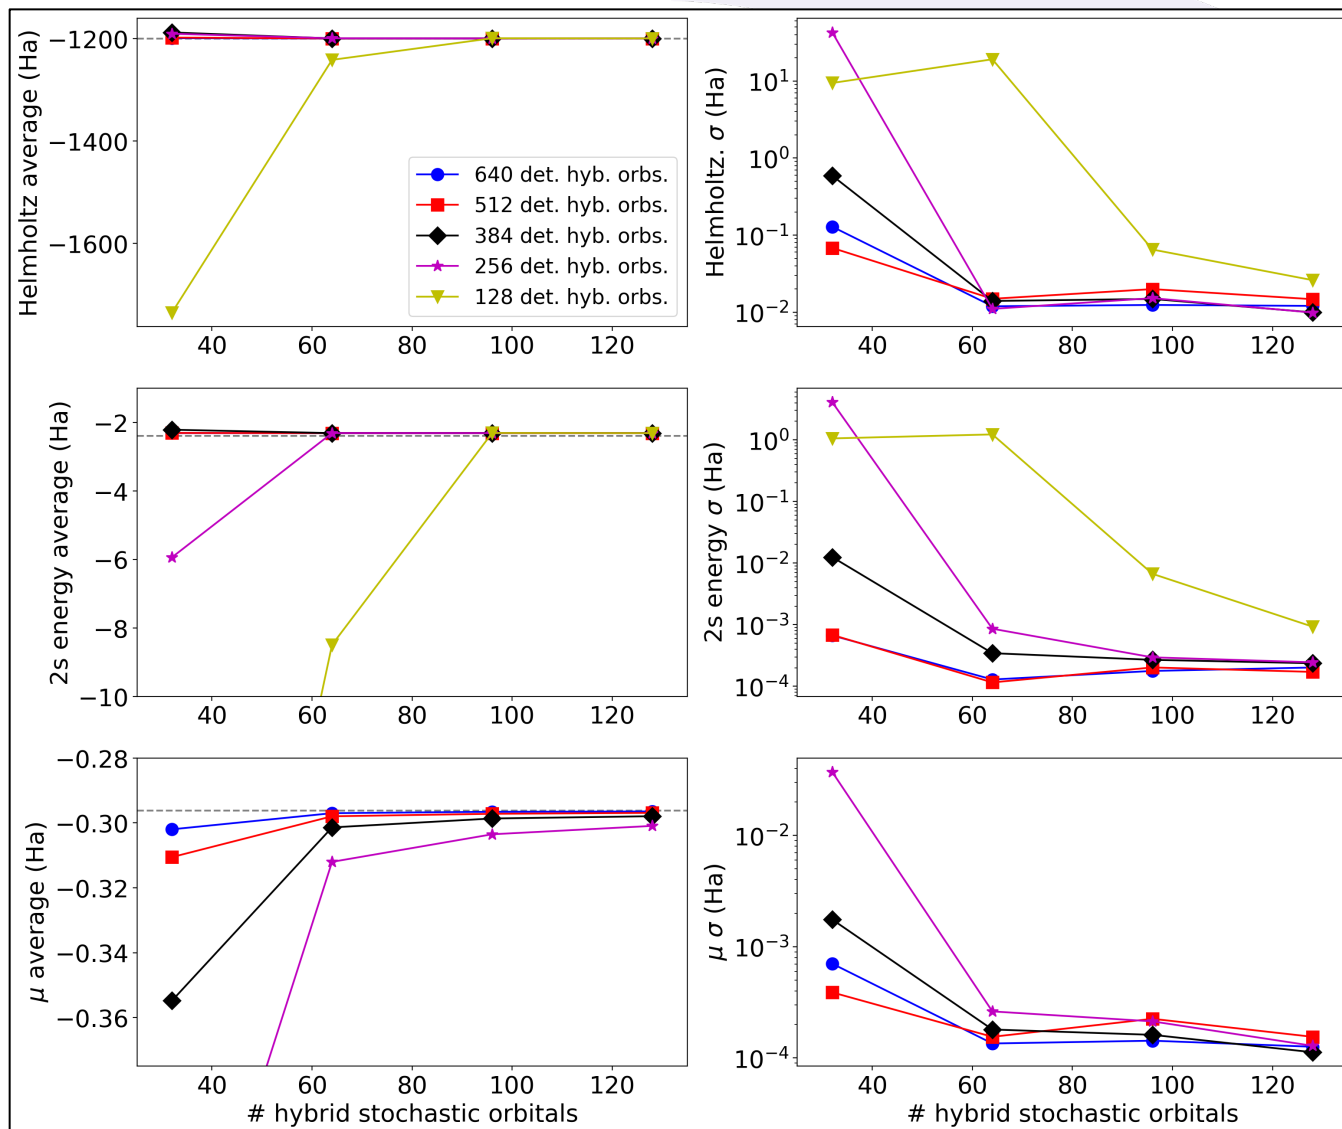 Helmholtz average (Ha)
−1200
−1400
−1600
40 60 80 100 120
640 det. hyb. orbs.
512 det. hyb. orbs.
384 det. hyb. orbs.
256 det. hyb. orbs.
128 det. hyb. orbs.
Helmholtz. σ (Ha)
10¹
10⁰
10⁻¹
10⁻²
40 60 80 100 120
2s energy average (Ha)
−2
−4
−6
−8
−10
40 60 80 100 120
2s energy σ (Ha)
10⁰
10⁻¹
10⁻²
10⁻³
10⁻⁴
40 60 80 100 120
μ average (Ha)
−0.28
−0.30
−0.32
−0.34
−0.36
40 60 80 100 120
# hybrid stochastic orbitals
μ σ (Ha)
10⁻²
10⁻³
10⁻⁴
40 60 80 100 120
# hybrid stochastic orbitals